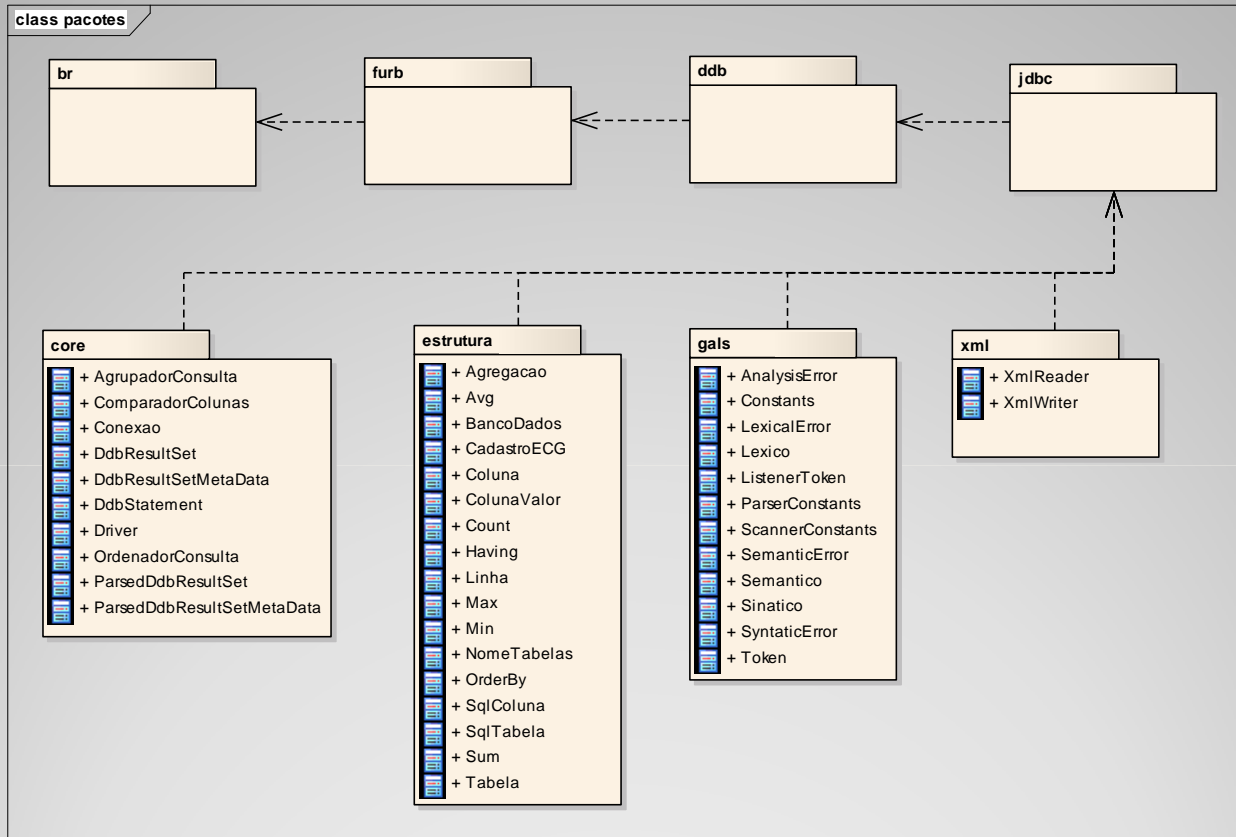 class pacotes
br
furb
ddb
jdbc
core
+ AgrupadorConsulta
+ ComparadorColunas
+ Conexao
+ DdbResultSet
+ DdbResultSetMetaData
+ DdbStatement
+ Driver
+ OrdenadorConsulta
+ ParsedDdbResultSet
+ ParsedDdbResultSetMetaData
estrutura
+ Agregacao
+ Avg
+ BancoDados
+ CadastroECG
+ Coluna
+ ColunaValor
+ Count
+ Having
+ Linha
+ Max
+ Min
+ NomeTabelas
+ OrderBy
+ SqlColuna
+ SqlTabela
+ Sum
+ Tabela
gals
+ AnalysisError
+ Constants
+ LexicalError
+ Lexico
+ ListenerToken
+ ParserConstants
+ ScannerConstants
+ SemanticError
+ Semantico
+ Sinatico
+ SyntaticError
+ Token
xml
+ XmlReader
+ XmlWriter